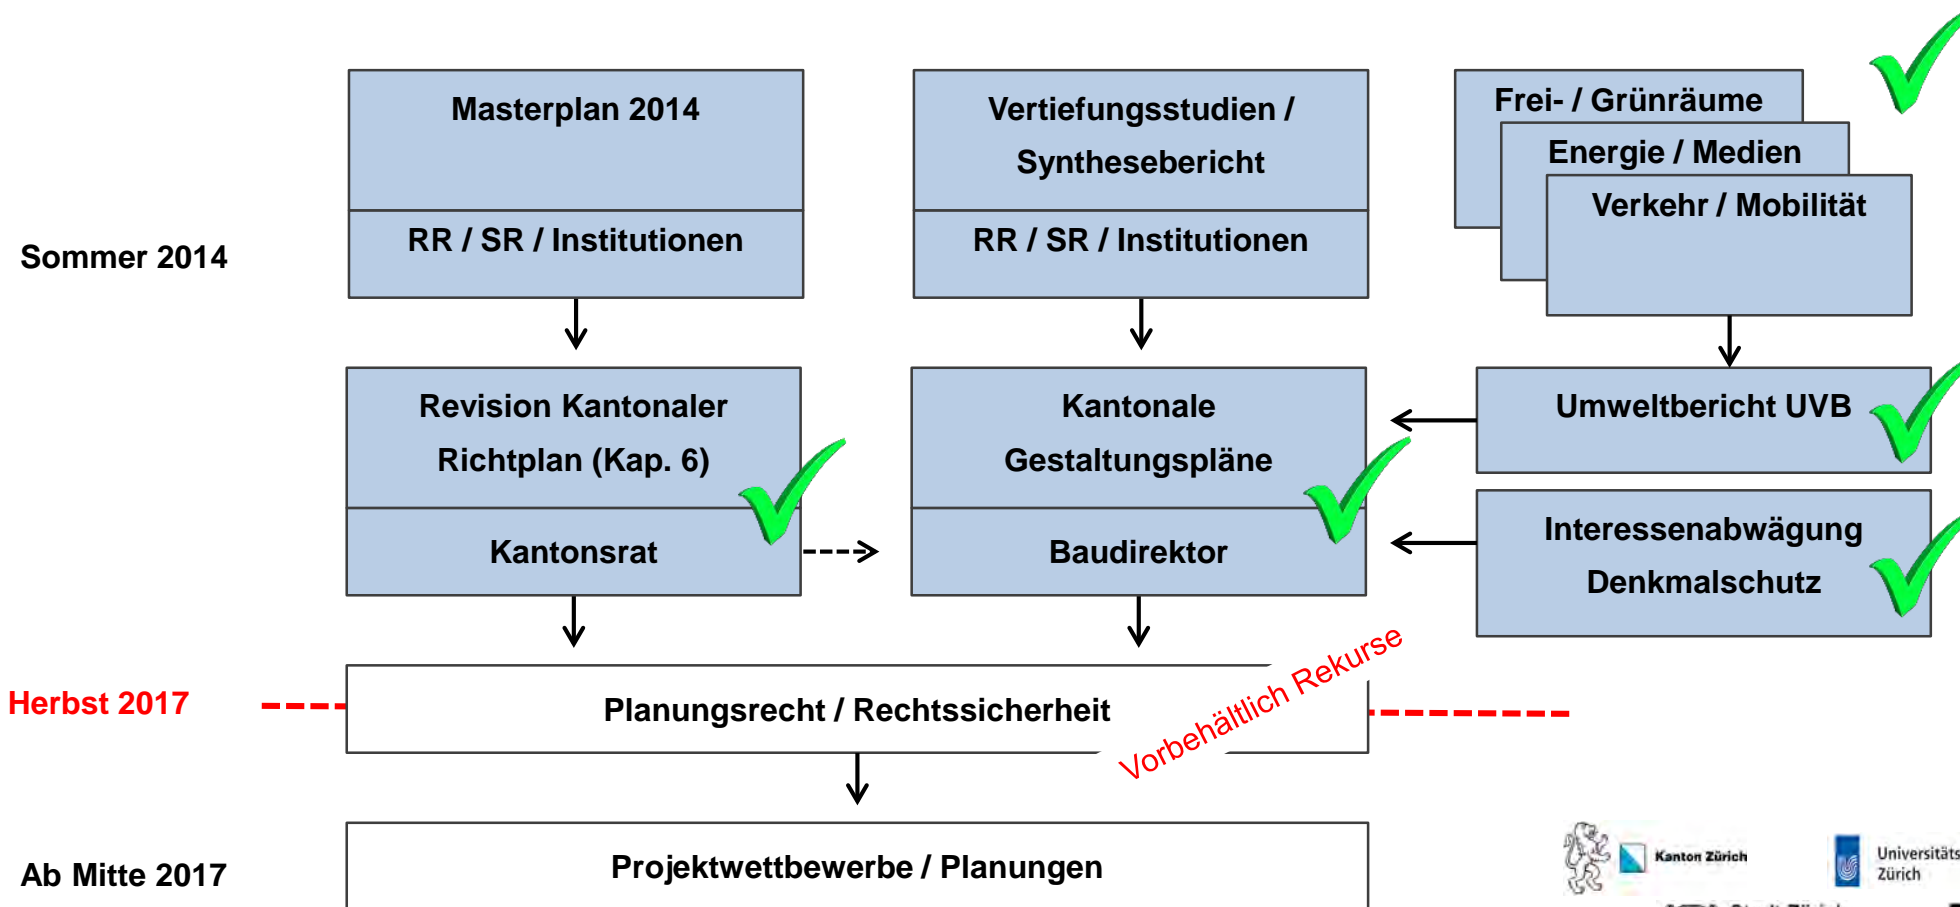 Masterplan 2014
RR / SR / Institutionen
Vertiefungsstudien /
Synthesebericht
RR / SR / Institutionen
Frei- / Grünräume
Energie / Medien
Verkehr / Mobilität
Sommer 2014
Revision Kantonaler
Richtplan (Kap. 6)
Kantonsrat
Kantonale
Gestaltungspläne
Baudirektor
Umweltbericht UVB
Interessenabwägung
Denkmalschutz
Herbst 2017
Planungsrecht / Rechtssicherheit
Vorbehältlich Rekurse
Ab Mitte 2017
Projektwettbewerbe / Planungen
Kanton Zürich
Universitäts
Zürich